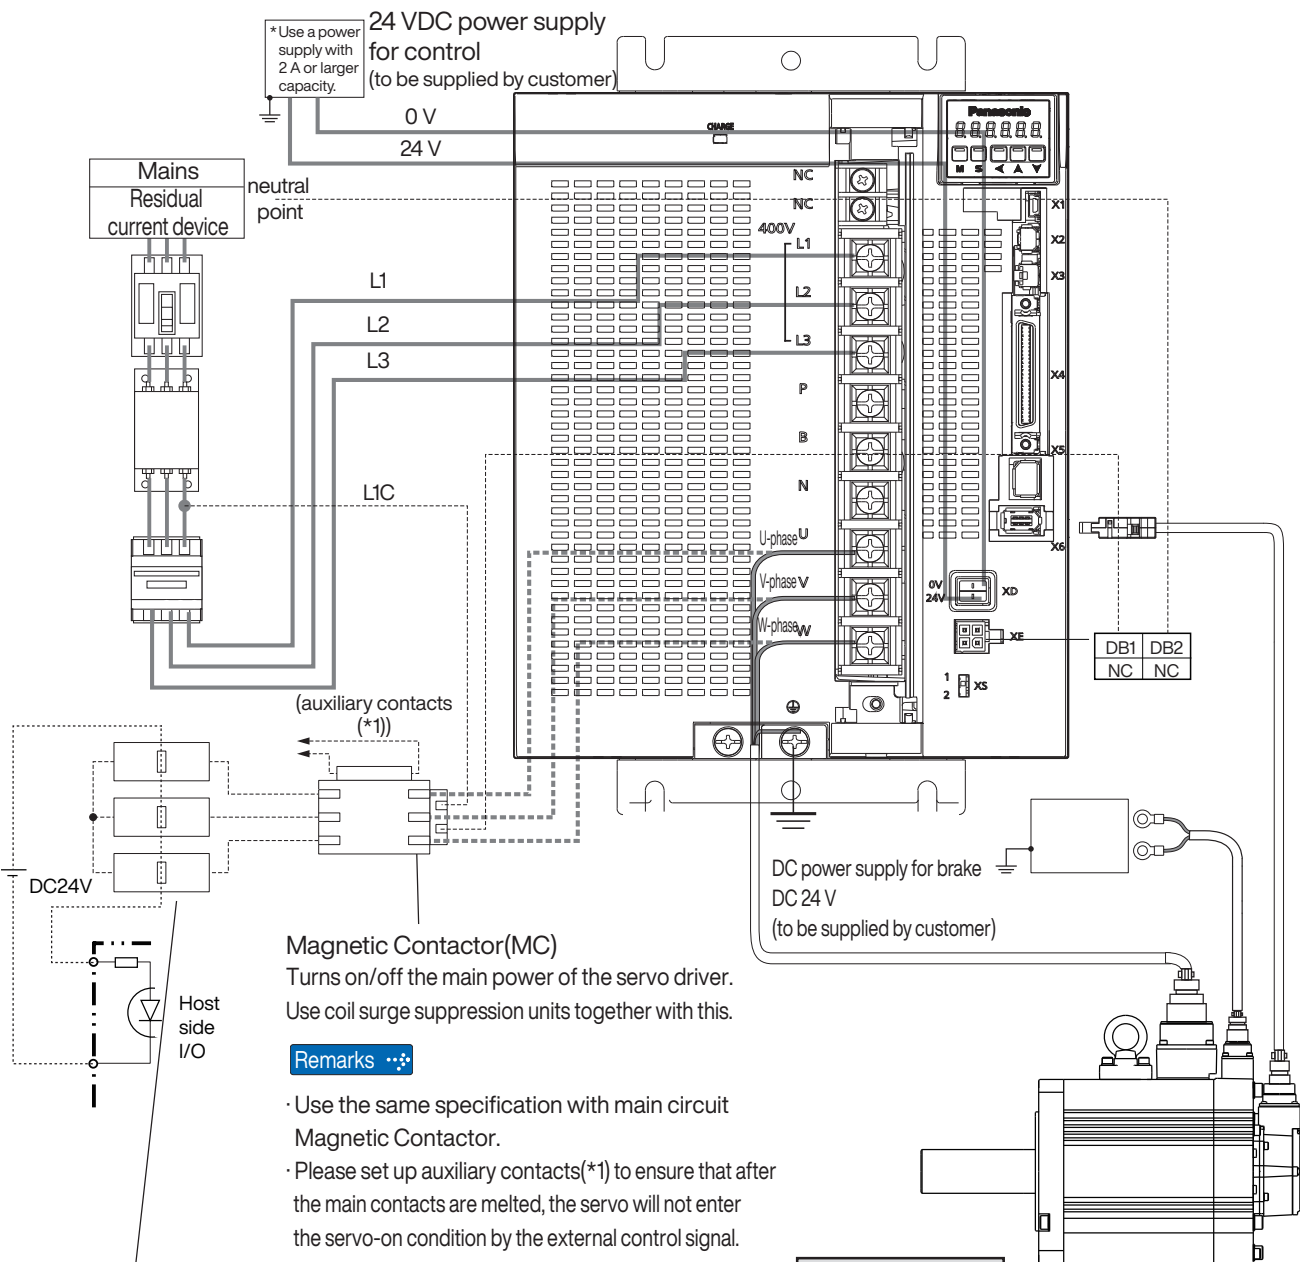 * Use a power
supply with
2 A or larger
capacity.
24 VDC power supply
for control
(to be supplied by customer)
0 V
24 V
CHARGE
Panasonic
M S
Mains
Residual
current device
neutral
point
NC
NC
400V
L1
L2
L3
P
B
N
U
V
W
U-phase
V-phase
W-phase
L1
L2
L3
L1C
X1
X2
X3
X4
X5
X6
0V
24V
XD
XE
1
2
XS
DB1 DB2
NC NC
(auxiliary contacts
(*1))
DC24V
Host
side
I/O
DC power supply for brake
DC 24 V
(to be supplied by customer)
Magnetic Contactor(MC)
Turns on/off the main power of the servo driver.
Use coil surge suppression units together with this.
Remarks
· Use the same specification with main circuit
Magnetic Contactor.
· Please set up auxiliary contacts(*1) to ensure that after
the main contacts are melted, the servo will not enter
the servo-on condition by the external control signal.